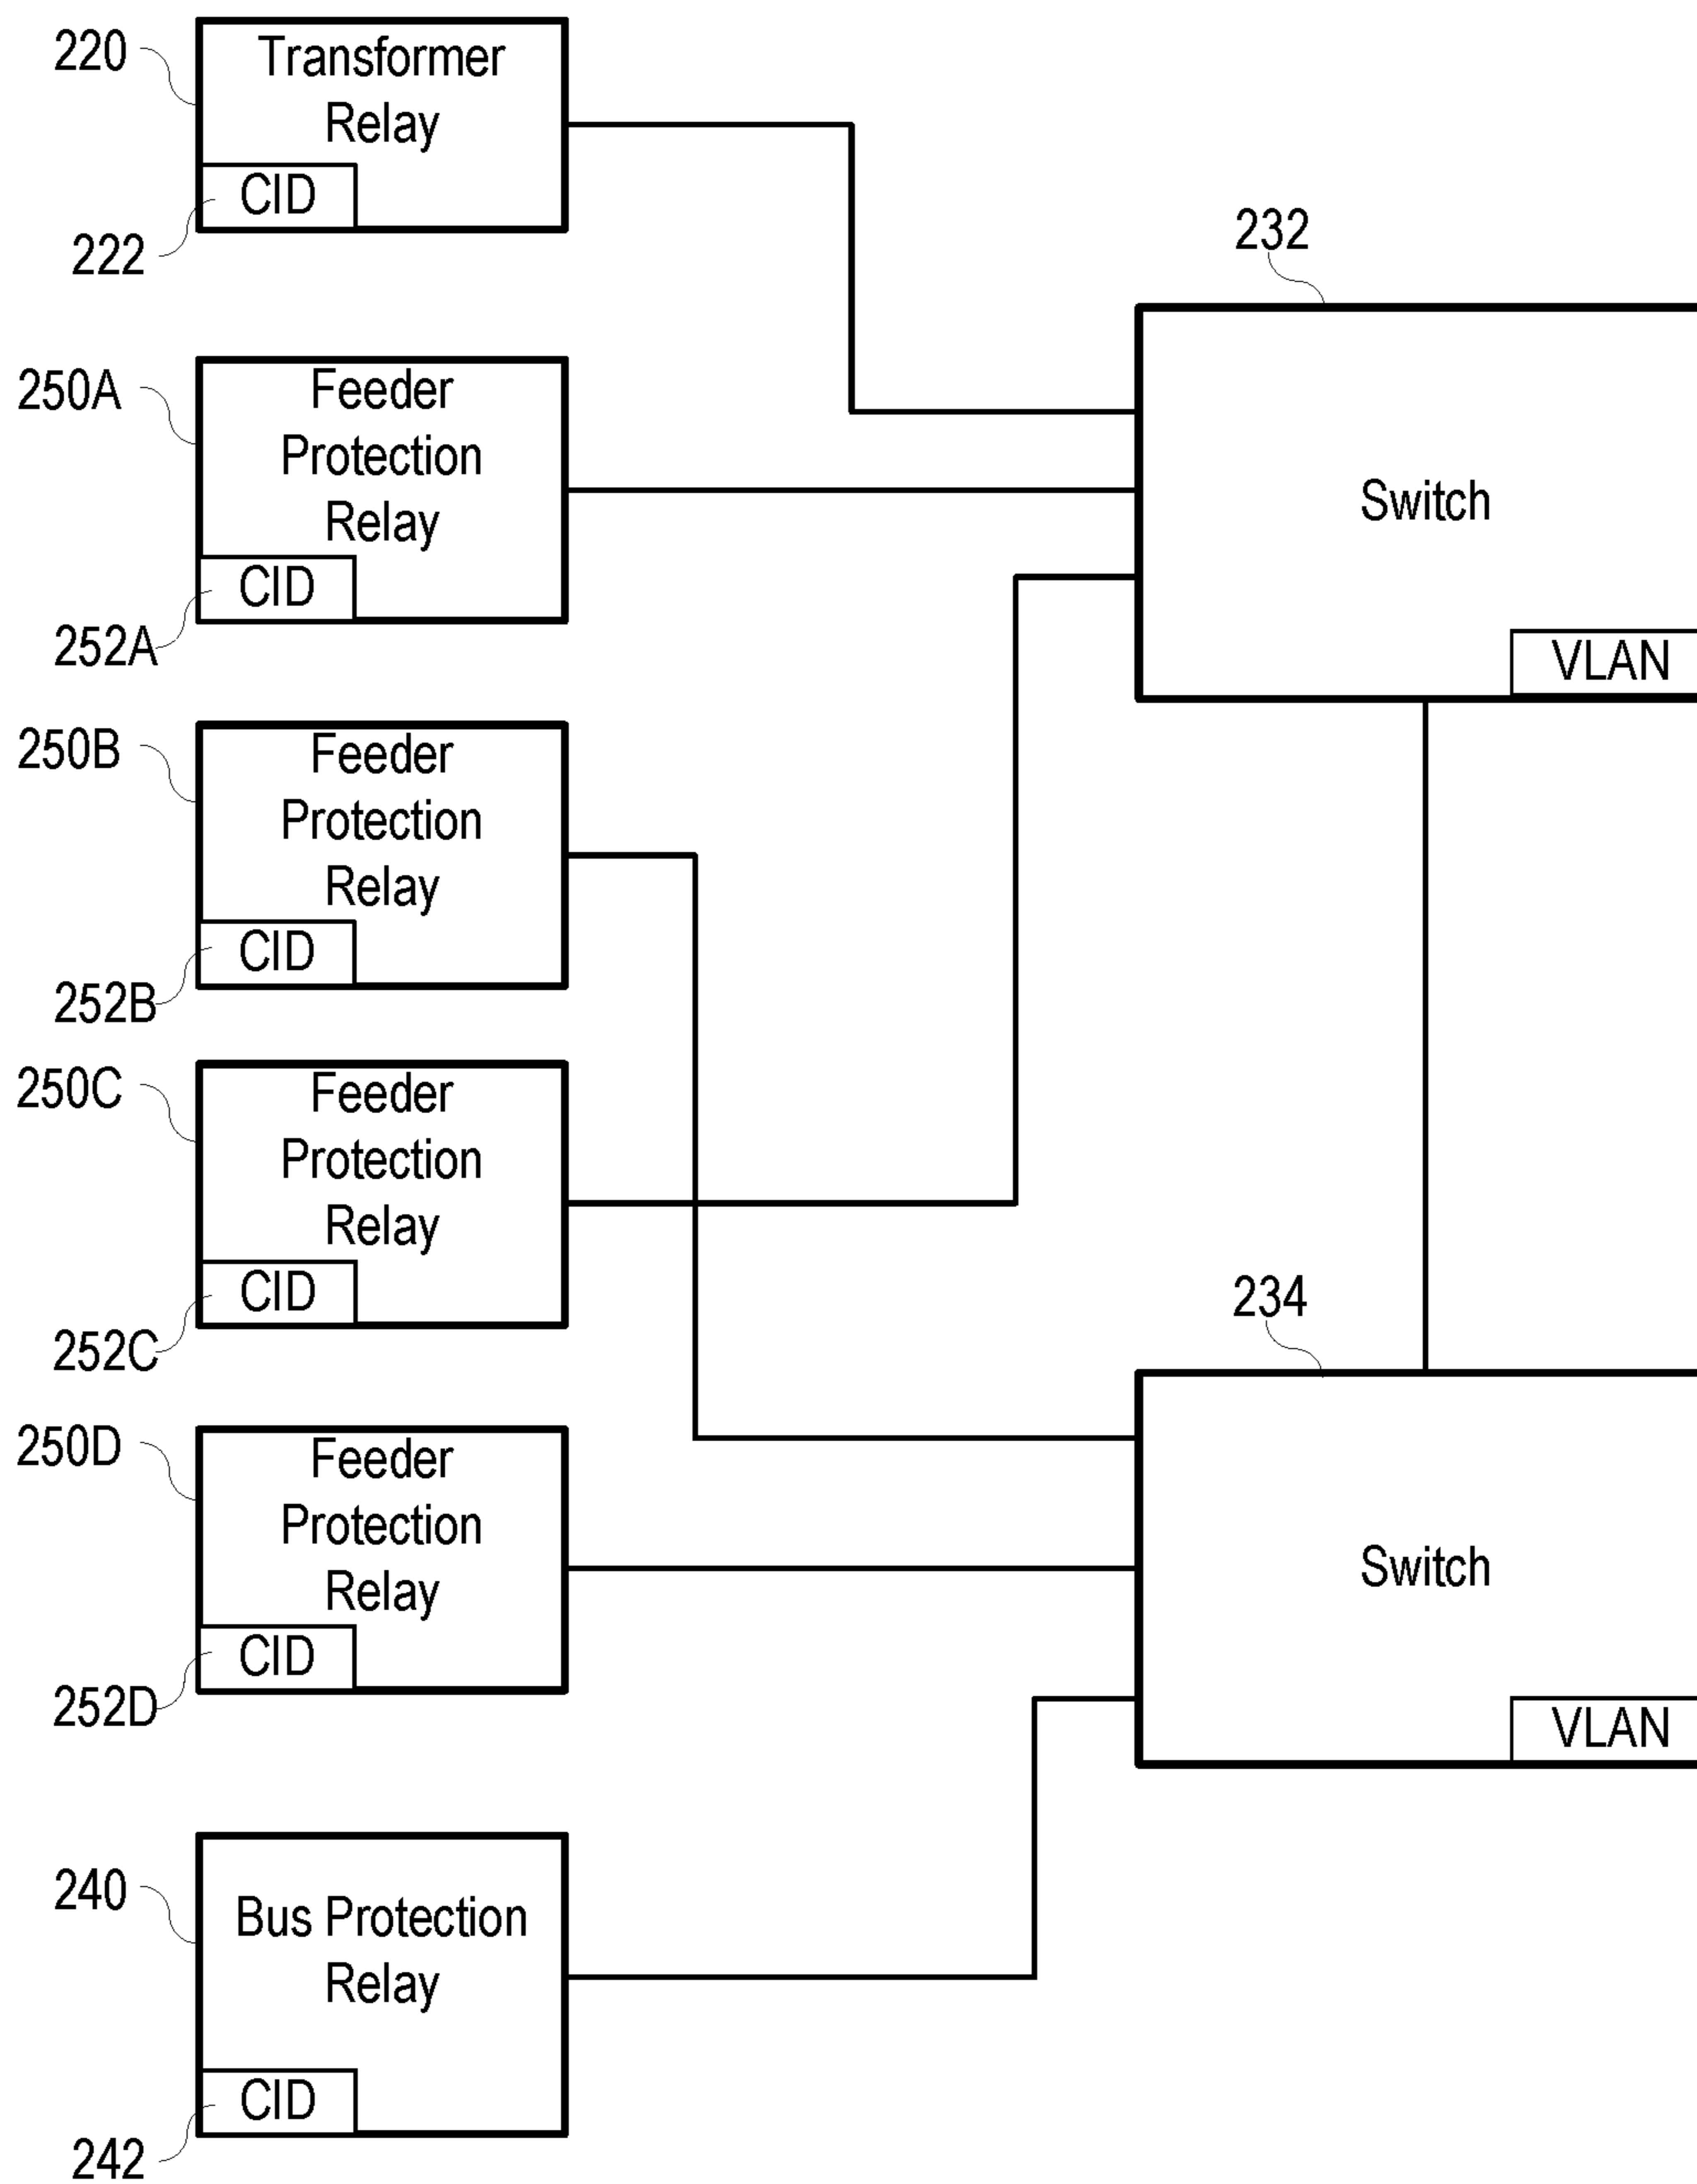 220
Transformer
Relay
CID
222
232
Switch
VLAN
250A
Feeder
Protection
Relay
CID
252A
250B
Feeder
Protection
Relay
CID
252B
250C
Feeder
Protection
Relay
CID
252C
234
Switch
VLAN
250D
Feeder
Protection
Relay
CID
252D
240
Bus Protection
Relay
CID
242